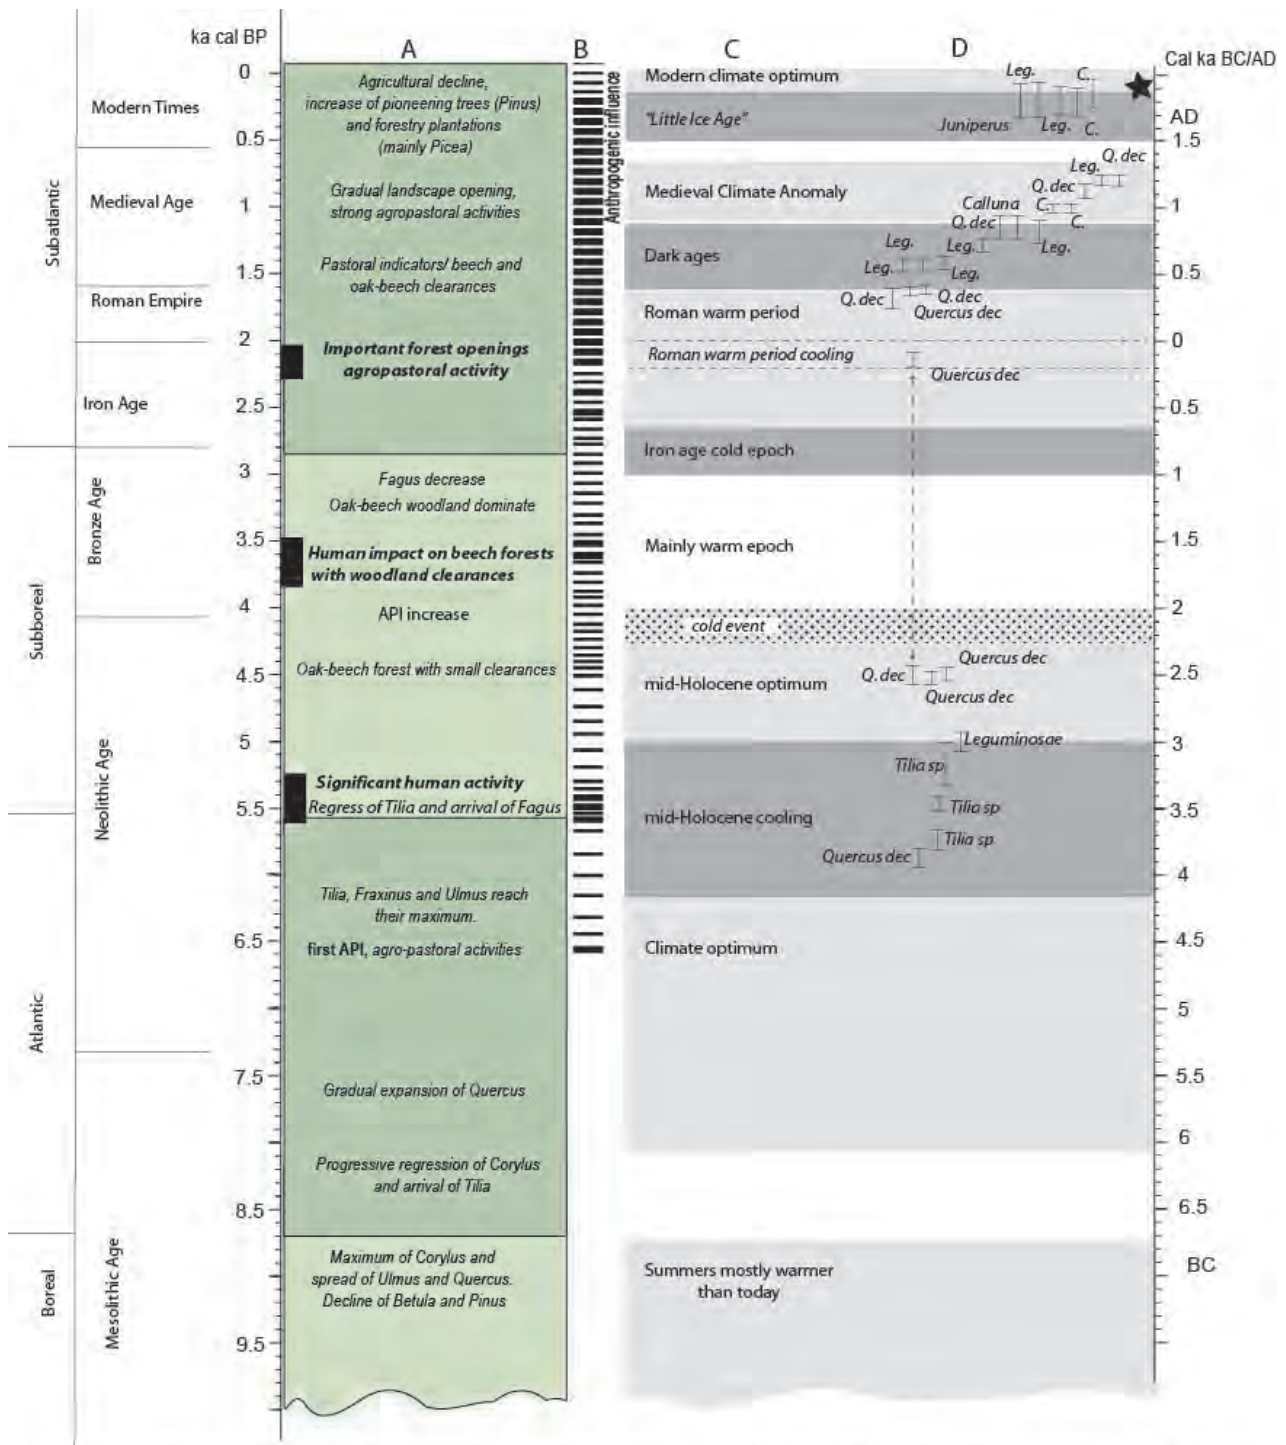 ka cal BP
A
B
C
D
Cal ka BC/AD
Subatlantic
Subboreal
Atlantic
Boreal
Modern Times
Medieval Age
Roman Empire
Iron Age
Bronze Age
Neolithic Age
Mesolithic Age
0
0.5
1
1.5
2
2.5
3
3.5
4
4.5
5
5.5
6.5
7.5
8.5
9.5
Agricultural decline,
increase of pioneering trees (Pinus)
and forestry plantations
(mainly Picea)
Gradual landscape opening,
strong agropastoral activities
Pastoral indicators/ beech and
oak-beech clearances
Important forest openings
agropastoral activity
Fagus decrease
Oak-beech woodland dominate
Human impact on beech forests
with woodland clearances
API increase
Oak-beech forest with small clearances
Significant human activity
Regress of Tilia and arrival of Fagus
Tilia, Fraxinus and Ulmus reach
their maximum.
first API, agro-pastoral activities
Gradual expansion of Quercus
Progressive regression of Corylus
and arrival of Tilia
Maximum of Corylus and
spread of Ulmus and Quercus.
Decline of Betula and Pinus
Anthropogenic influence
Modern climate optimum
"Little Ice Age"
Medieval Climate Anomaly
Dark ages
Roman warm period
Roman warm period cooling
Iron age cold epoch
Mainly warm epoch
cold event
mid-Holocene optimum
mid-Holocene cooling
Climate optimum
Summers mostly warmer
than today
Leg.
C.
Juniperus
Leg.
C.
Q. dec
Leg.
Q. dec
Calluna
C.
Q. dec
C.
Leg.
Leg.
Leg.
Leg.
Leg.
Q. dec
Q. dec
Quercus dec
Quercus dec
Quercus dec
Q. dec
Quercus dec
Leguminosae
Tilia sp
Tilia sp
Tilia sp
Quercus dec
AD
1.5
1
0.5
0
0.5
1
1.5
2
2.5
3
3.5
4
4.5
5
5.5
6
6.5
BC